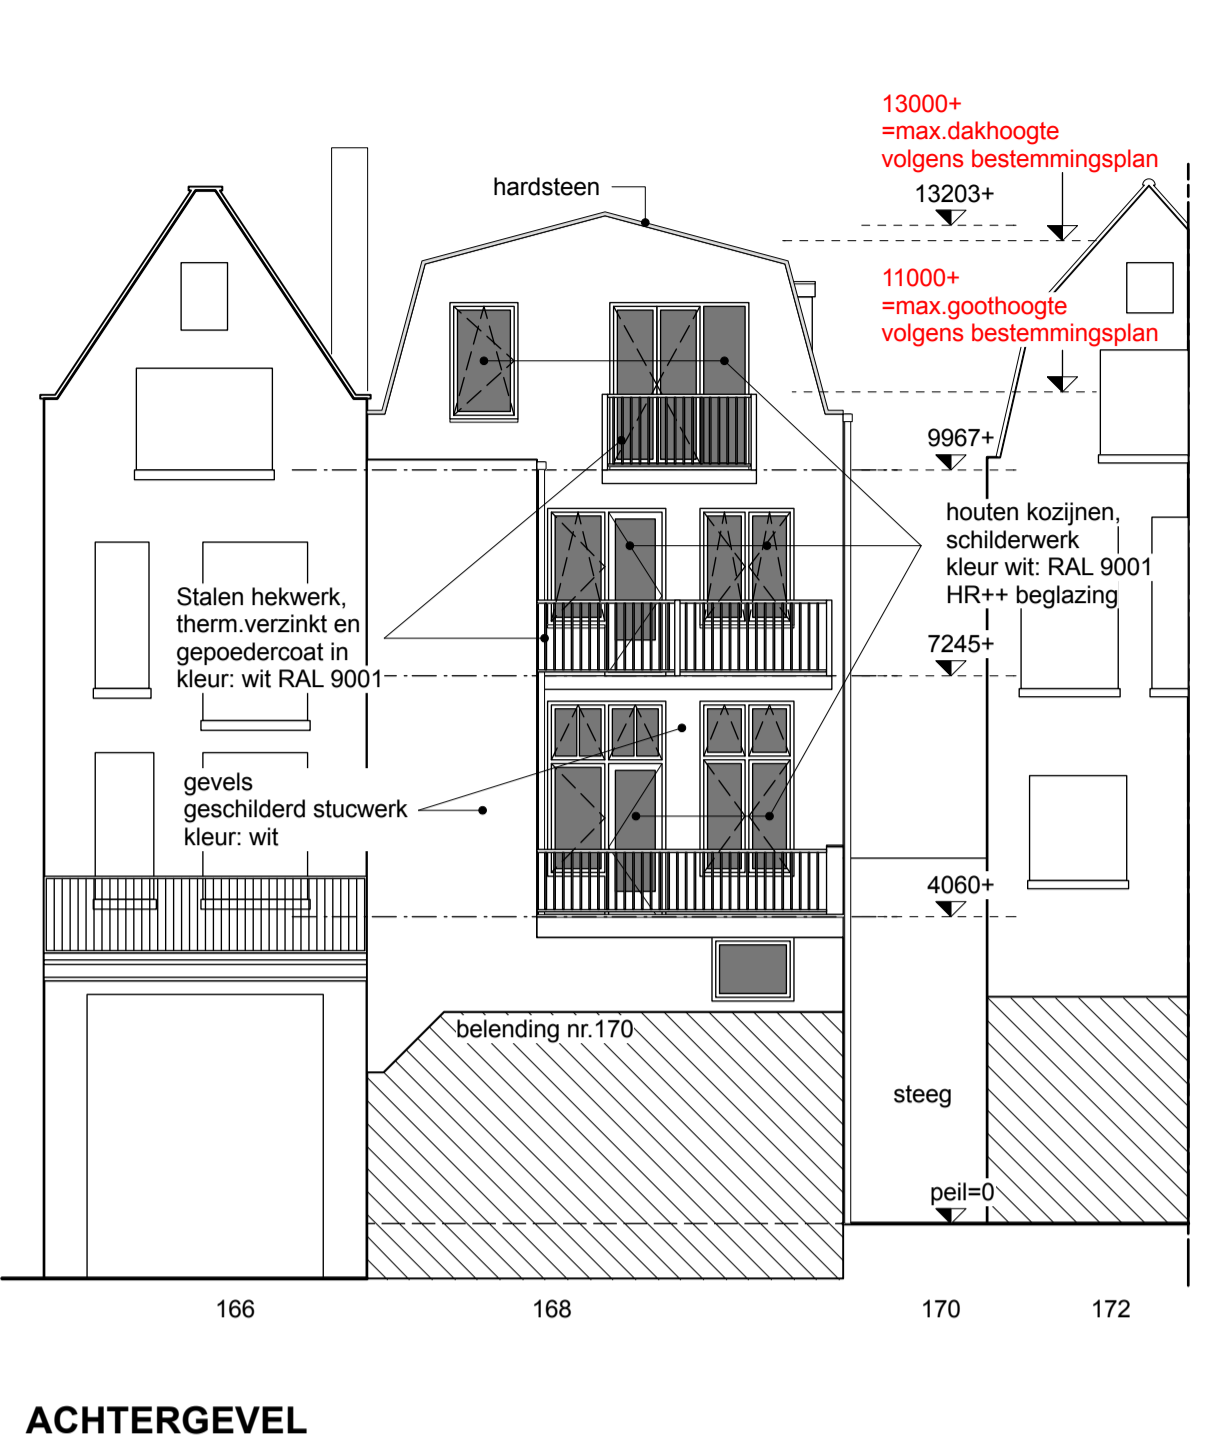 13000+
=max.dakhoogte
volgens bestemmingsplan
hardsteen
13203+
11000+
=max.goothoogte
volgens bestemmingsplan
9967+
houten kozijnen,
schilderwerk
kleur wit: RAL 9001
HR++ beglazing
Stalen hekwerk,
therm.verzinkt en
gepoedercoat in
kleur: wit RAL 9001
7245+
gevels
geschilderd stucwerk
kleur: wit
4060+
belending nr.170
steeg
peil=0
166
168
170
172
ACHTERGEVEL